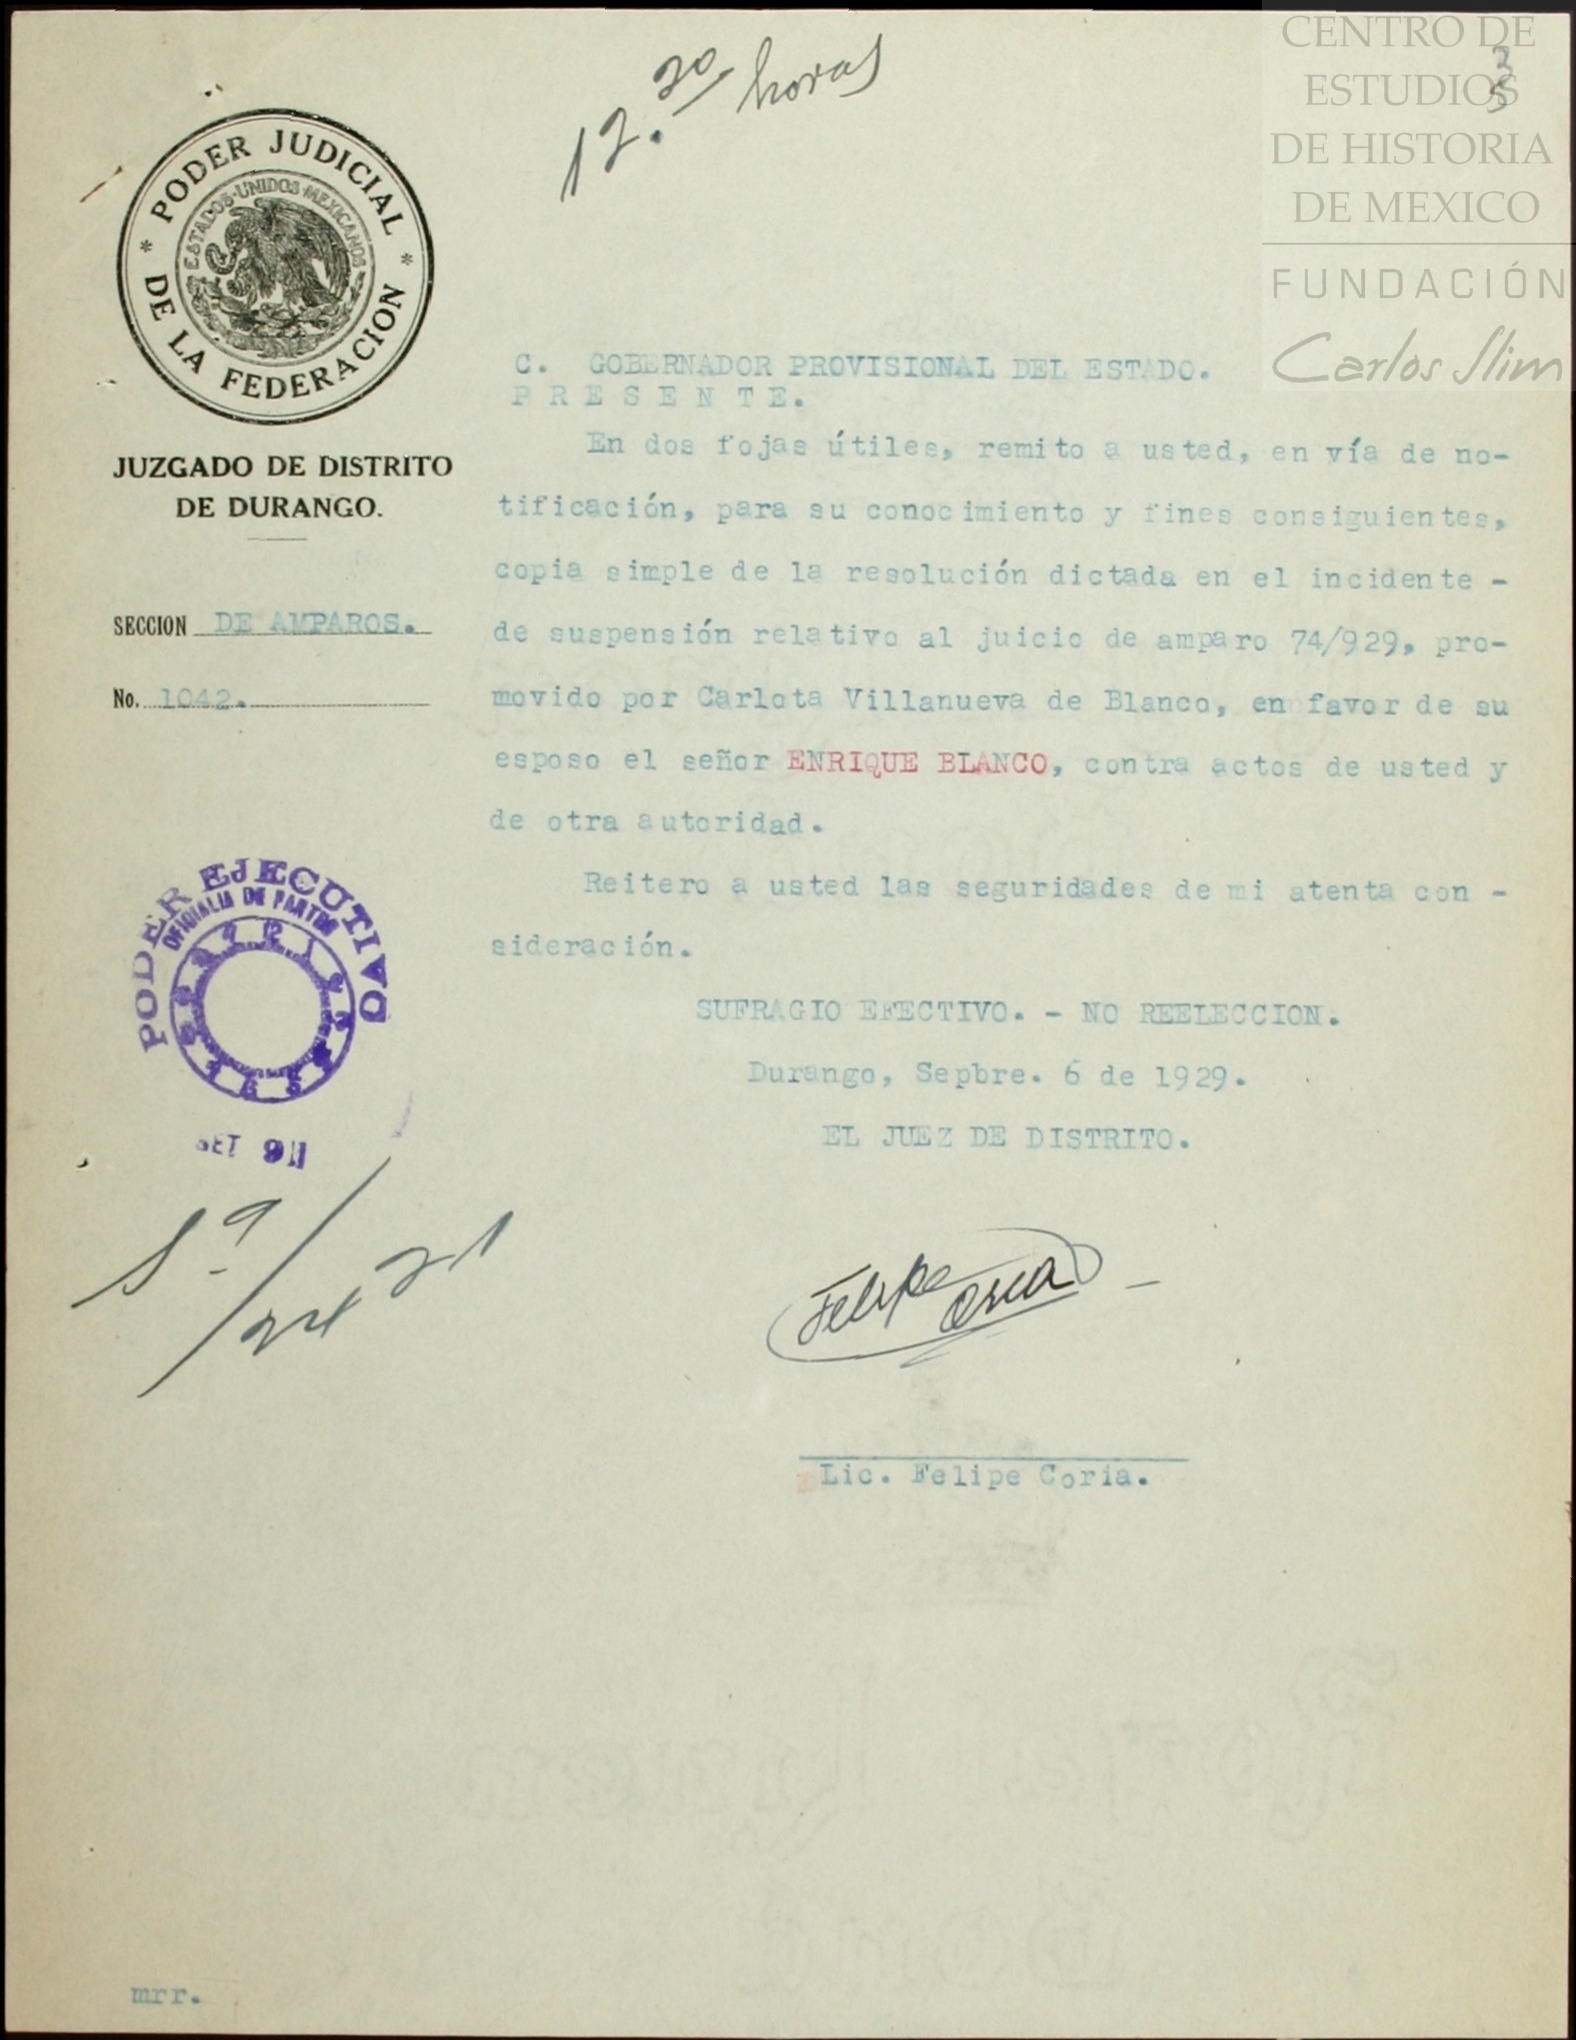 12.30 horas
CENTRO DE
ESTUDIOS
DE HISTORIA
DE MEXICO
FUNDACIÓN
Carlos Slim
PODER JUDICIAL
DE LA FEDERACION
ESTADOS·UNIDOS·MEXICANOS
JUZGADO DE DISTRITO
DE DURANGO.
SECCION DE AMPAROS.
No. 1042.
C. GOBERNADOR PROVISIONAL DEL ESTADO.
P R E S E N T E.
En dos fojas útiles, remito a usted, en vía de no-
tificación, para su conocimiento y fines consiguientes,
copia simple de la resolución dictada en el incidente -
de suspensión relativo al juicio de amparo 74/929, pro-
movido por Carlota Villanueva de Blanco, en favor de su
esposo el señor ENRIQUE BLANCO, contra actos de usted y
de otra autoridad.
Reitero a usted las seguridades de mi atenta con -
sideración.
SUFRAGIO EFECTIVO. - NO REELECCION.
Durango, Sepbre. 6 de 1929.
EL JUEZ DE DISTRITO.
PODER EJECUTIVO
OFICIALIA DE PARTES
Felipe Coria
Lic. Felipe Coria.
mrr.